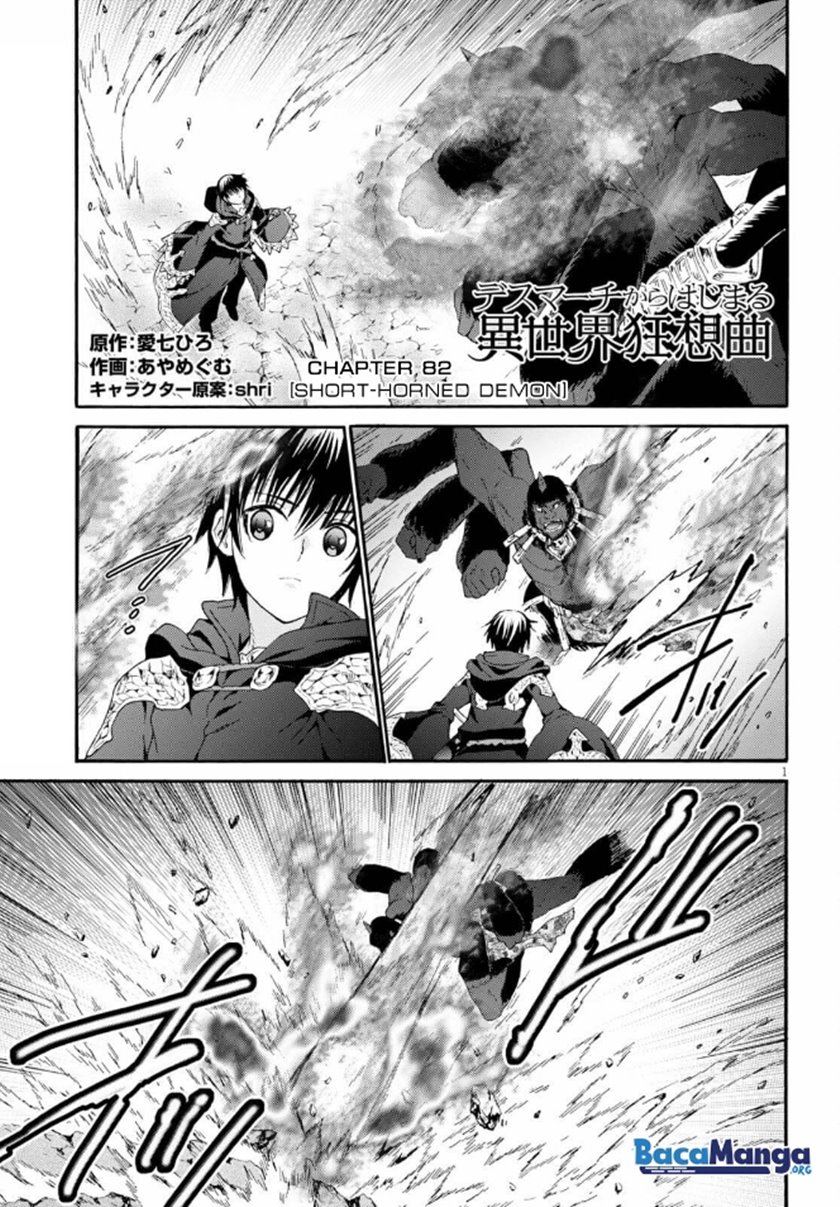 デスマーチからはじまる
異世界狂想曲
原作:愛七ひろ
作画:あやめぐむ
キャラクター原案:shri
CHAPTER 82
[SHORT-HORNED DEMON]
1
BacaManga
.ORG